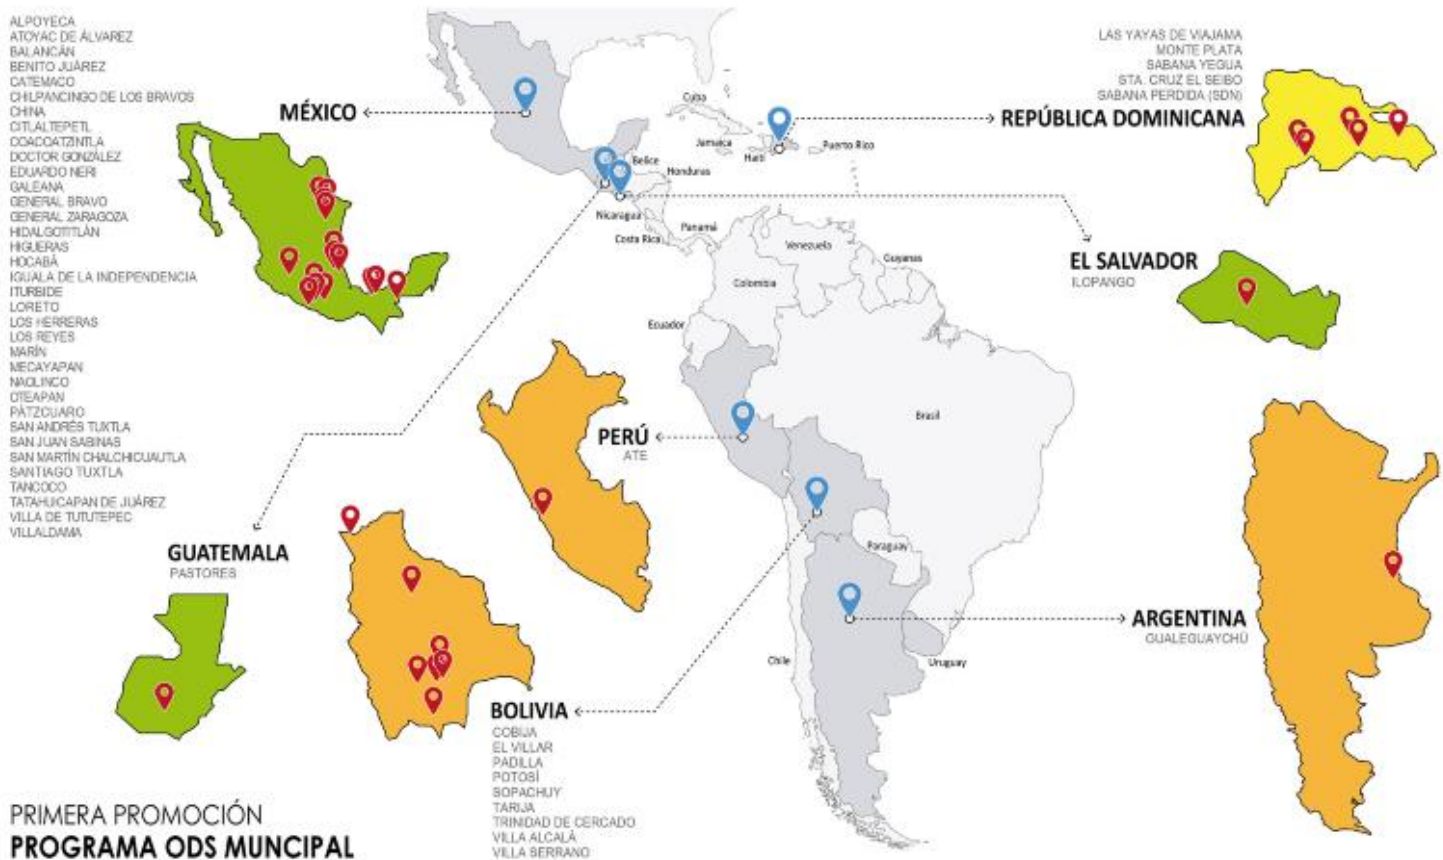 ALPOYECA
ATOYAC DE ÁLVAREZ
BALANCÁN
BENITO JUÁREZ
CATEMACO
CHILPANCINGO DE LOS BRAVOS
CHINA
CITLALTEPETL
COACOATZINTLA
DOCTOR GONZÁLEZ
EDUARDO NERI
GALEANA
GENERAL BRAVO
GENERAL ZARAGOZA
HIDALGOTITLÁN
HIGUERAS
HOCABÁ
IGUALA DE LA INDEPENDENCIA
ITURBIDE
LORETO
LOS HERRERAS
LOS REYES
MARÍN
MECAYAPAN
NAOLINCO
OTEAPAN
PÁTZCUARO
SAN ANDRÉS TUXTLA
SAN JUAN SABINAS
SAN MARTÍN CHALCHICUAUTLA
SANTIAGO TUXTLA
TANCOCO
TATAHUICAPAN DE JUÁREZ
VILLA DE TUTUTEPEC
VILLALDAMA
MÉXICO
LAS YAYAS DE VIAJAMA
MONTE PLATA
SABANA YEGUA
STA. CRUZ EL SEIBO
SABANA PERDIDA (SDN)
REPÚBLICA DOMINICANA
Cuba
Jamaica
Haití
Puerto Rico
Belice
Honduras
Nicaragua
Costa Rica
Panamá
Venezuela
Guyanas
Colombia
Ecuador
EL SALVADOR
ILOPANGO
Brasil
PERÚ
ATE
Paraguay
GUATEMALA
PASTORES
ARGENTINA
GUALEGUAYCHÚ
Chile
Uruguay
BOLIVIA
COBIJA
EL VILLAR
PADILLA
POTOSÍ
SOPACHUY
TARIJA
TRINIDAD DE CERCADO
VILLA ALCALÁ
VILLA SERRANO
PRIMERA PROMOCIÓN
PROGRAMA ODS MUNCIPAL